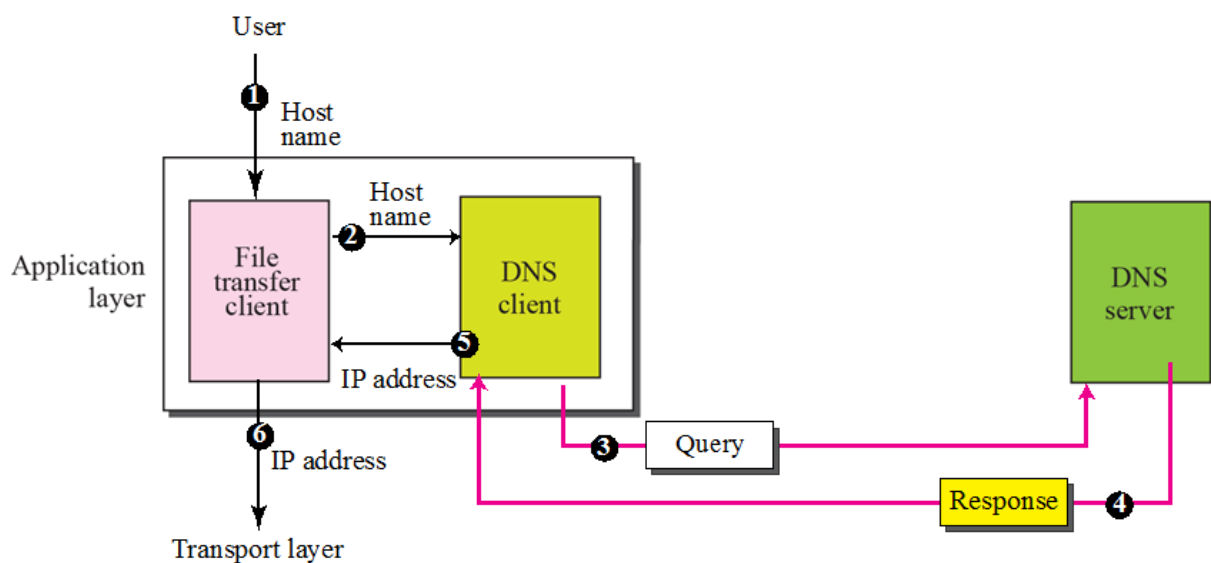 User
1
Host
name
Host
name
2
File
transfer
client
DNS
client
DNS
server
Application
layer
5
IP address
6
IP address
3
Query
Response
4
Transport layer